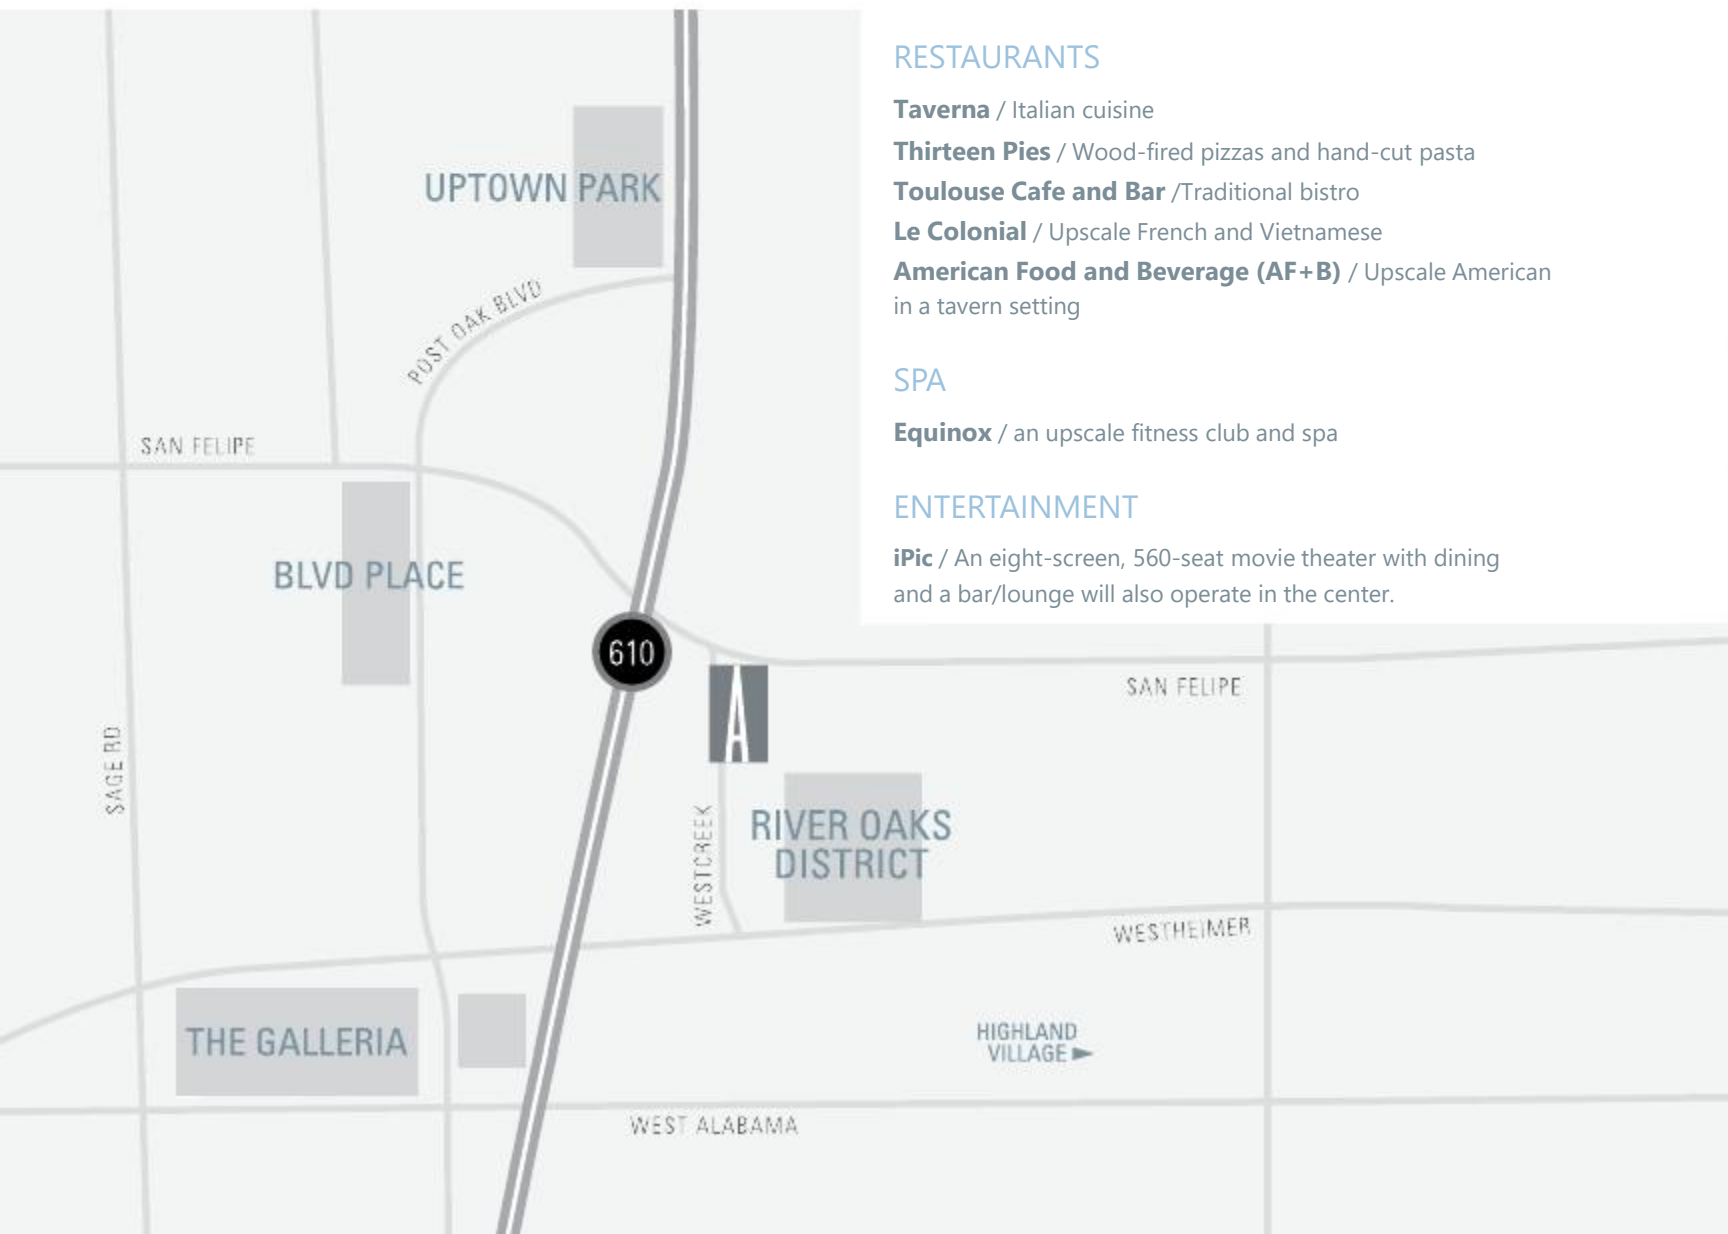 RESTAURANTS
Taverna / Italian cuisine
Thirteen Pies / Wood-fired pizzas and hand-cut pasta
Toulouse Cafe and Bar /Traditional bistro
Le Colonial / Upscale French and Vietnamese
American Food and Beverage (AF+B) / Upscale American
in a tavern setting
SPA
Equinox / an upscale fitness club and spa
ENTERTAINMENT
iPic / An eight-screen, 560-seat movie theater with dining
and a bar/lounge will also operate in the center.
UPTOWN PARK
POST OAK BLVD
SAN FELIPE
BLVD PLACE
610
A
SAN FELIPE
SAGE RD
WESTCREEK
RIVER OAKS
DISTRICT
WESTHEIMER
THE GALLERIA
HIGHLAND
VILLAGE
WEST ALABAMA